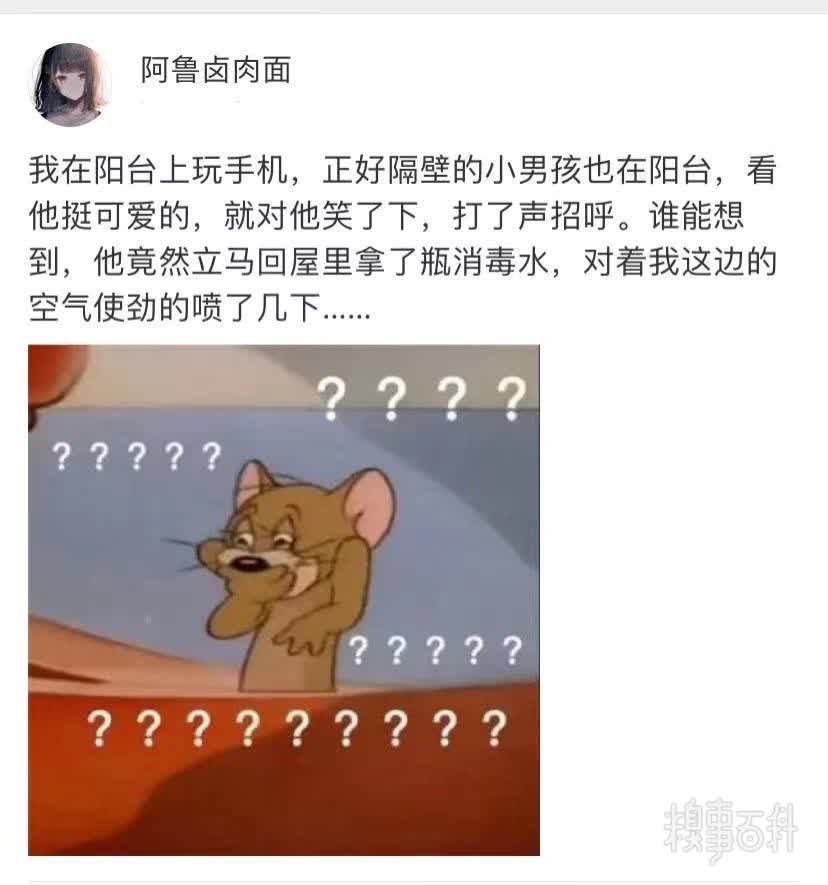 阿鲁卤肉面
我在阳台上玩手机，正好隔壁的小男孩也在阳台，看
他挺可爱的，就对他笑了下，打了声招呼。谁能想
到，他竟然立马回屋里拿了瓶消毒水，对着我这边的
空气使劲的喷了几下......
？？？？
？？？？？
？？？？？
？？？？？？？？？
糗事百科